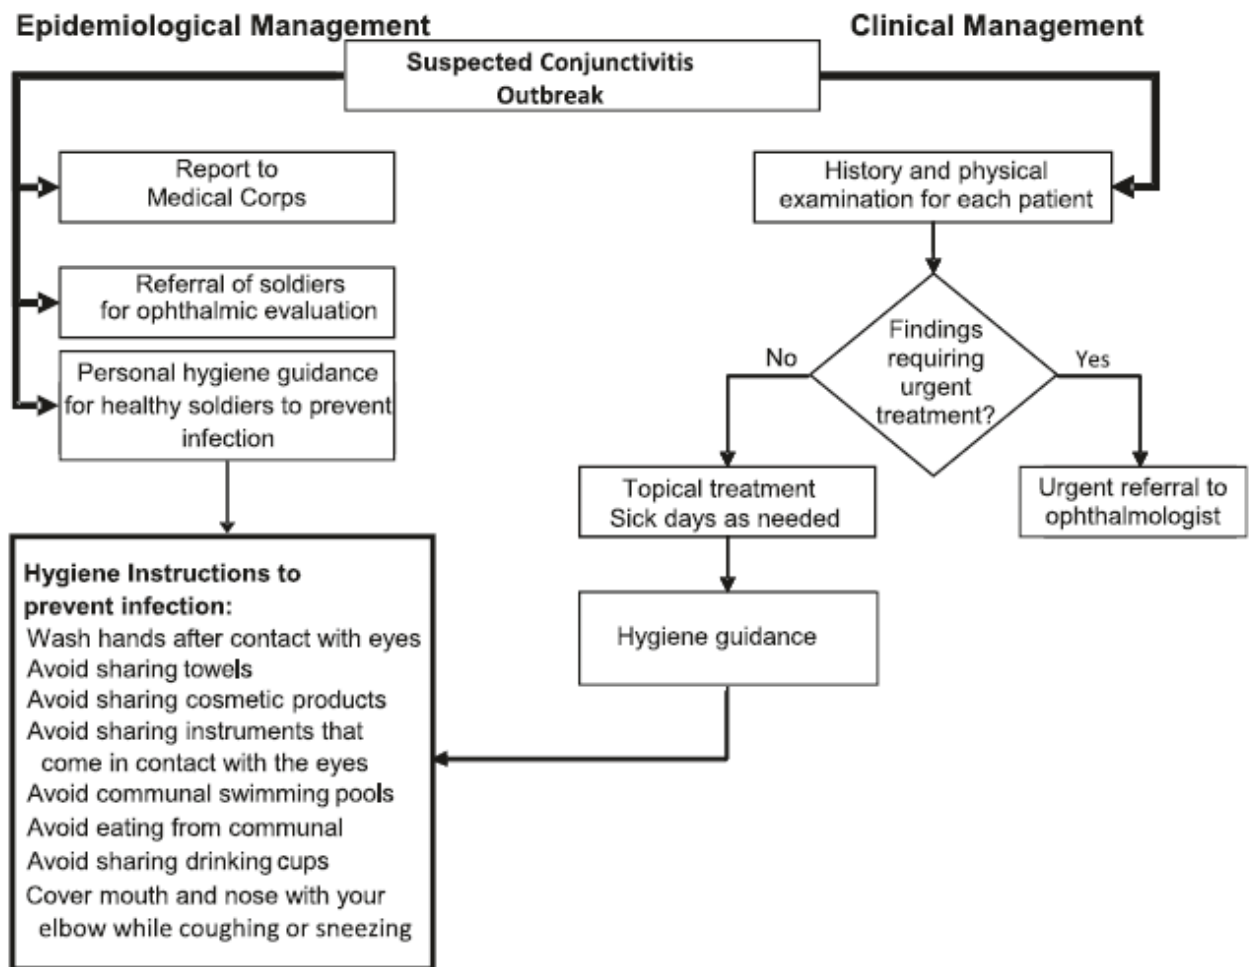 Epidemiological Management
Clinical Management
Suspected Conjunctivitis
Outbreak
Report to
Medical Corps
Referral of soldiers
for ophthalmic evaluation
Personal hygiene guidance
for healthy soldiers to prevent
infection
Hygiene Instructions to
prevent infection:
Wash hands after contact with eyes
Avoid sharing towels
Avoid sharing cosmetic products
Avoid sharing instruments that
come in contact with the eyes
Avoid communal swimming pools
Avoid eating from communal
Avoid sharing drinking cups
Cover mouth and nose with your
elbow while coughing or sneezing
History and physical
examination for each patient
Findings
requiring
urgent
treatment?
No
Yes
Topical treatment
Sick days as needed
Urgent referral to
ophthalmologist
Hygiene guidance